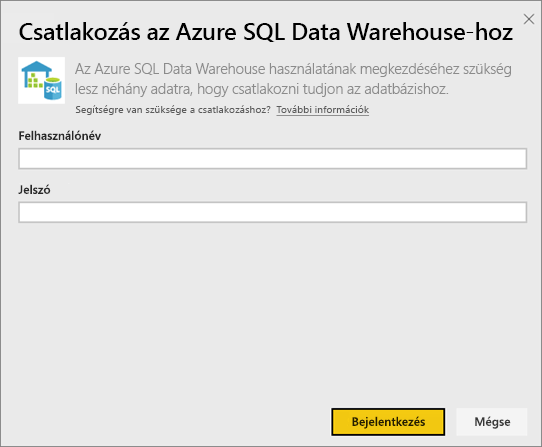 Csatlakozás az Azure SQL Data Warehouse-hoz
Az Azure SQL Data Warehouse használatának megkezdéséhez szükség
lesz néhány adatra, hogy csatlakozni tudjon az adatbázishoz.
SQL
Segítségre van szüksége a csatlakozáshoz? További információk
Felhasználónév
Jelszó
Bejelentkezés Mégse